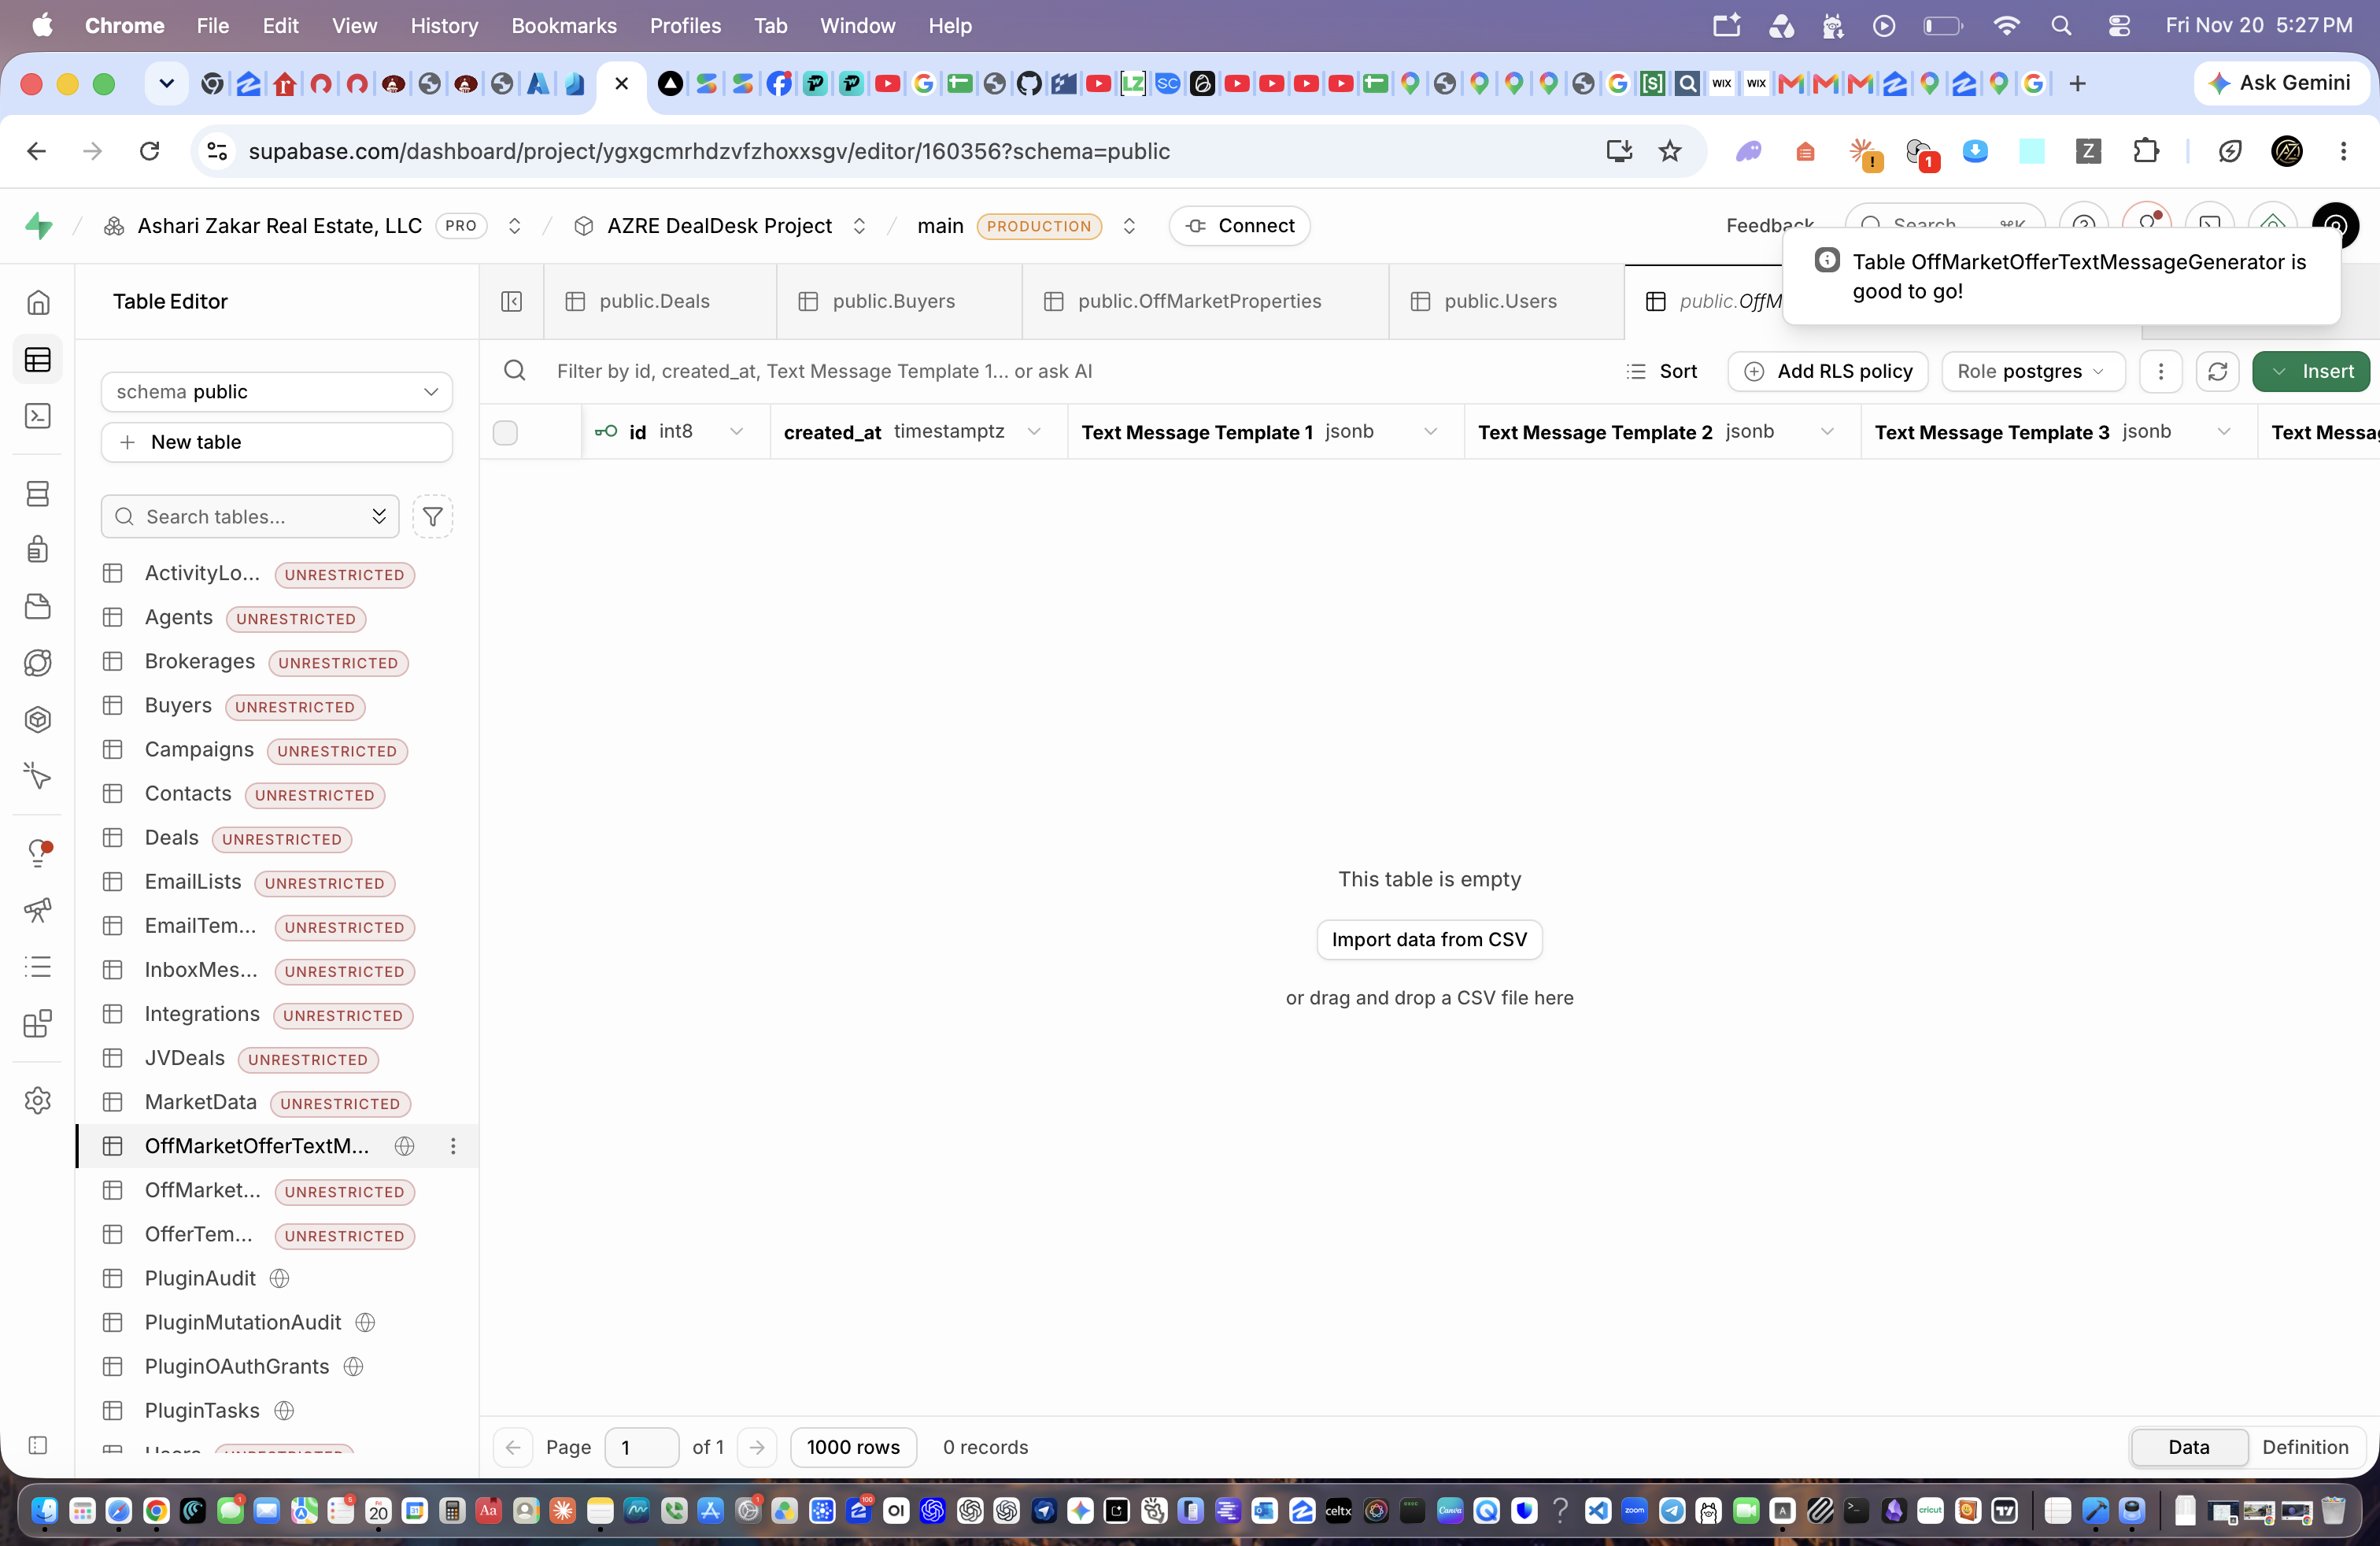 Chrome File Edit View History Bookmarks Profiles Tab Window Help Fri Nov 20 5:27 PM
Ask Gemini
supabase.com/dashboard/project/ygxgcmrhdzvfzhoxxsgv/editor/160356?schema=public
Ashari Zakar Real Estate, LLC PRO AZRE DealDesk Project main PRODUCTION Connect Feedback Search... ⌘K
Table OffMarketOfferTextMessageGenerator is
good to go!
Table Editor
public.Deals public.Buyers public.OffMarketProperties public.Users public.OffM
schema public
New table
Search tables...
Filter by id, created_at, Text Message Template 1... or ask AI
Sort Add RLS policy Role postgres Insert
id int8 created_at timestamptz Text Message Template 1 jsonb Text Message Template 2 jsonb Text Message Template 3 jsonb Text Messa
ActivityLo... UNRESTRICTED
Agents UNRESTRICTED
Brokerages UNRESTRICTED
Buyers UNRESTRICTED
Campaigns UNRESTRICTED
Contacts UNRESTRICTED
Deals UNRESTRICTED
EmailLists UNRESTRICTED
EmailTem... UNRESTRICTED
InboxMes... UNRESTRICTED
Integrations UNRESTRICTED
JVDeals UNRESTRICTED
MarketData UNRESTRICTED
OffMarketOfferTextM...
OffMarket... UNRESTRICTED
OfferTem... UNRESTRICTED
PluginAudit
PluginMutationAudit
PluginOAuthGrants
PluginTasks
Users UNRESTRICTED
This table is empty
Import data from CSV
or drag and drop a CSV file here
Page 1 of 1 1000 rows 0 records
Data Definition